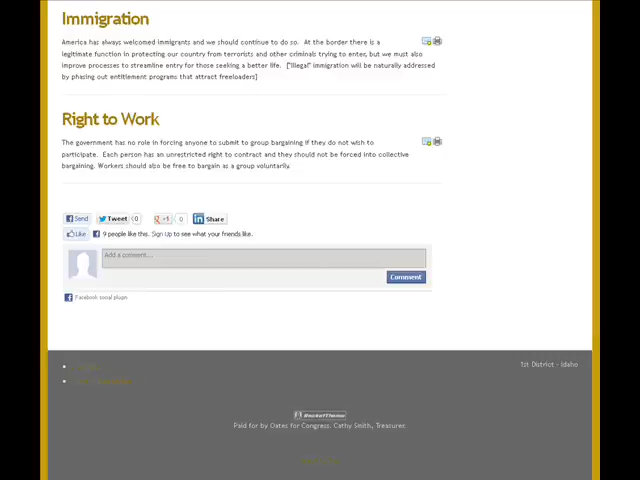 Immigration
America has always welcomed immigrants and we should continue to do so. At the border there is a
legitimate function in protecting our country from terrorists and other criminals trying to enter, but we must also
improve processes to streamline entry for those seeking a better life. ["Illegal" immigration will be naturally addressed
by phasing out entitlement programs that attract freeloaders]
Right to Work
The government has no role in forcing anyone to submit to group bargaining if they do not wish to
participate. Each person has an unrestricted right to contract and they should not be forced into collective
bargaining. Workers should also be free to bargain as a group voluntarily.
Send Tweet 0 +1 0 Share
Like 9 people like this. Sign Up to see what your friends like.
Add a comment...
Comment
Facebook social plugin
1st District - Idaho
RocketTheme
Paid for by Oates for Congress. Cathy Smith, Treasurer.